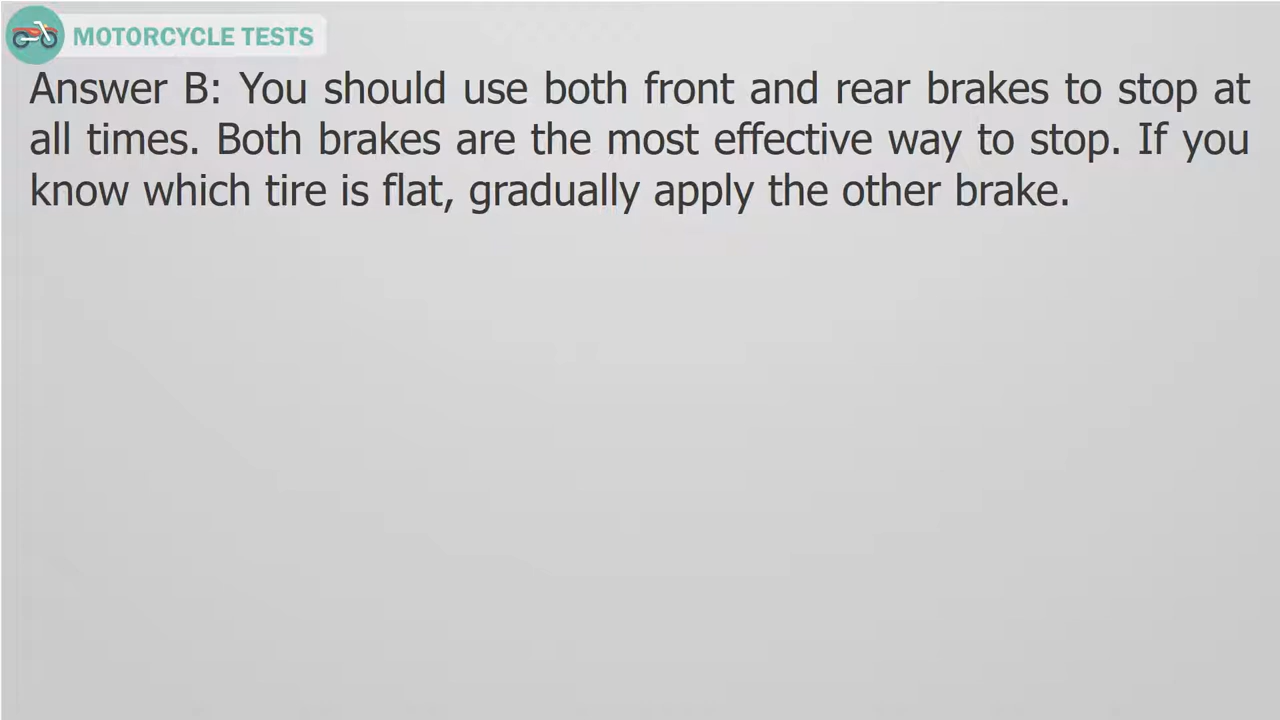 MOTORCYCLE TESTS
Answer B: You should use both front and rear brakes to stop at
all times. Both brakes are the most effective way to stop. If you
know which tire is flat, gradually apply the other brake.